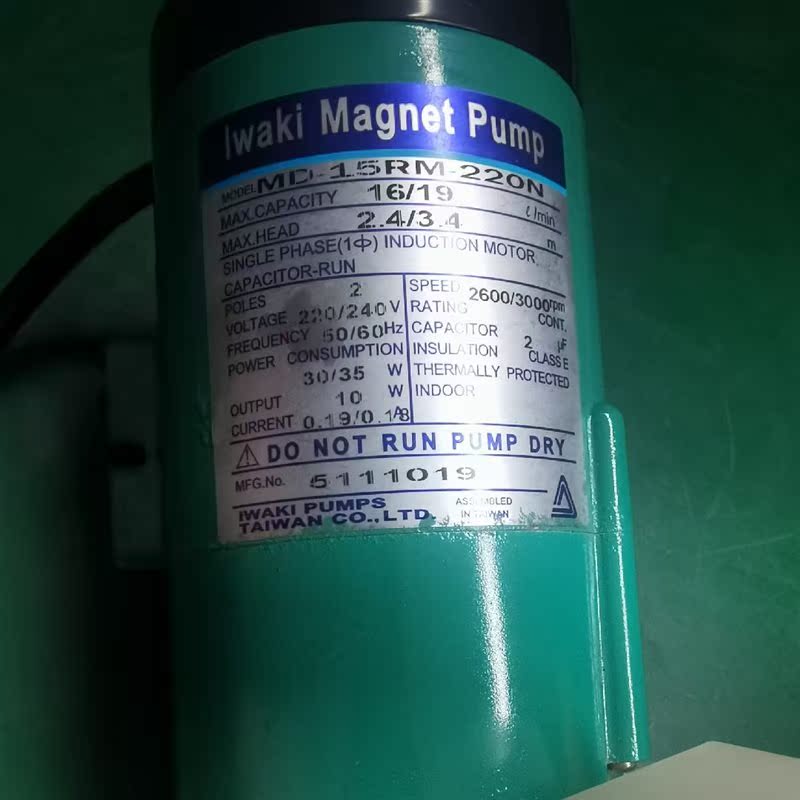 Iwaki Magnet Pump
MODEL MD-15RM-220N
MAX.CAPACITY 16/19 ℓ/min
MAX.HEAD 2.4/3.4 m
SINGLE PHASE(1Φ) INDUCTION MOTOR
CAPACITOR-RUN
POLES 2
VOLTAGE 220/240 V
FREQUENCY 50/60 Hz
POWER CONSUMPTION
30/35 W
OUTPUT 10 W
CURRENT 0.19/0.18 A
SPEED 2600/3000 rpm
RATING CONT.
CAPACITOR 2 μF
INSULATION CLASS E
THERMALLY PROTECTED
INDOOR
⚠ DO NOT RUN PUMP DRY
MFG.No. 5111019
IWAKI PUMPS
TAIWAN CO.,LTD.
ASSEMBLED
IN TAIWAN